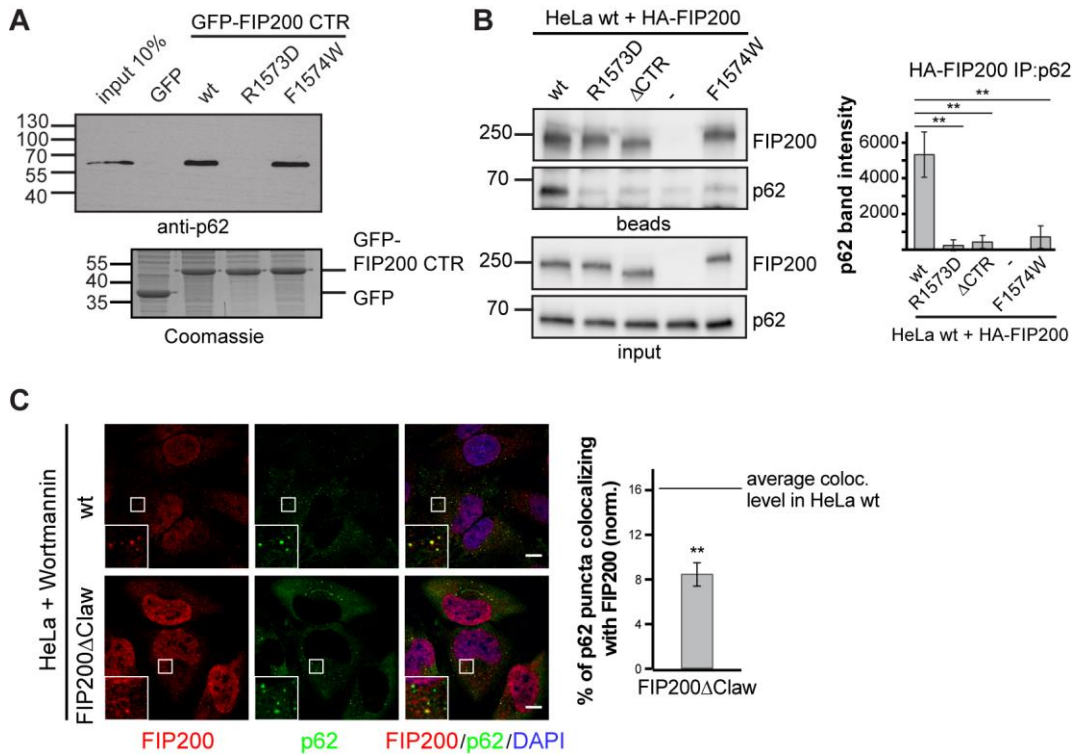 A
GFP-FIP200 CTR
input 10%
GFP
wt
R1573D
F1574W
130
100
70
55
40
anti-p62
55
40
35
GFP-
FIP200 CTR
GFP
Coomassie
B
HeLa wt + HA-FIP200
wt
R1573D
ΔCTR
-
F1574W
250
FIP200
70
p62
beads
250
FIP200
70
p62
input
HA-FIP200 IP:p62
**
**
**
p62 band intensity
6000
4000
2000
0
wt
R1573D
ΔCTR
-
F1574W
HeLa wt + HA-FIP200
C
HeLa + Wortmannin
wt
FIP200ΔClaw
FIP200
p62
FIP200/p62/DAPI
% of p62 puncta colocalizing
with FIP200 (norm.)
16
12
8
4
0
average coloc.
level in HeLa wt
**
FIP200ΔClaw